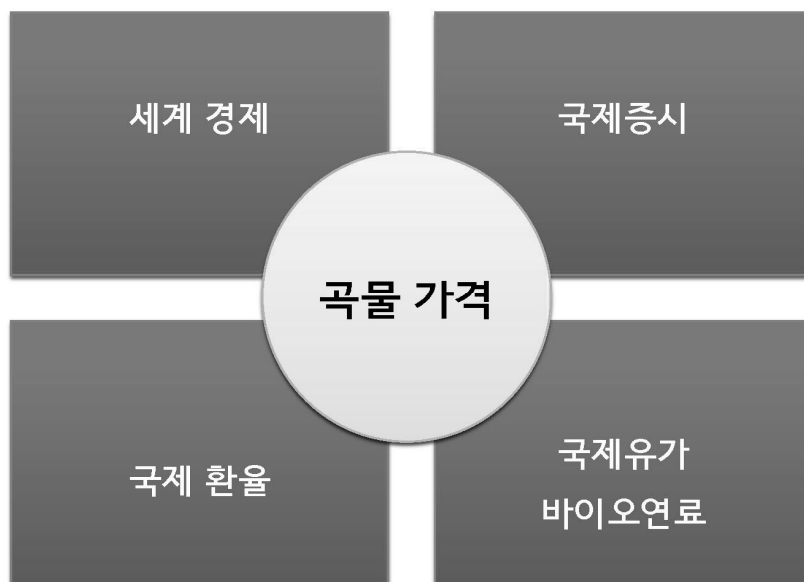 세계 경제
국제증시
곡물 가격
국제 환율
국제유가
바이오연료